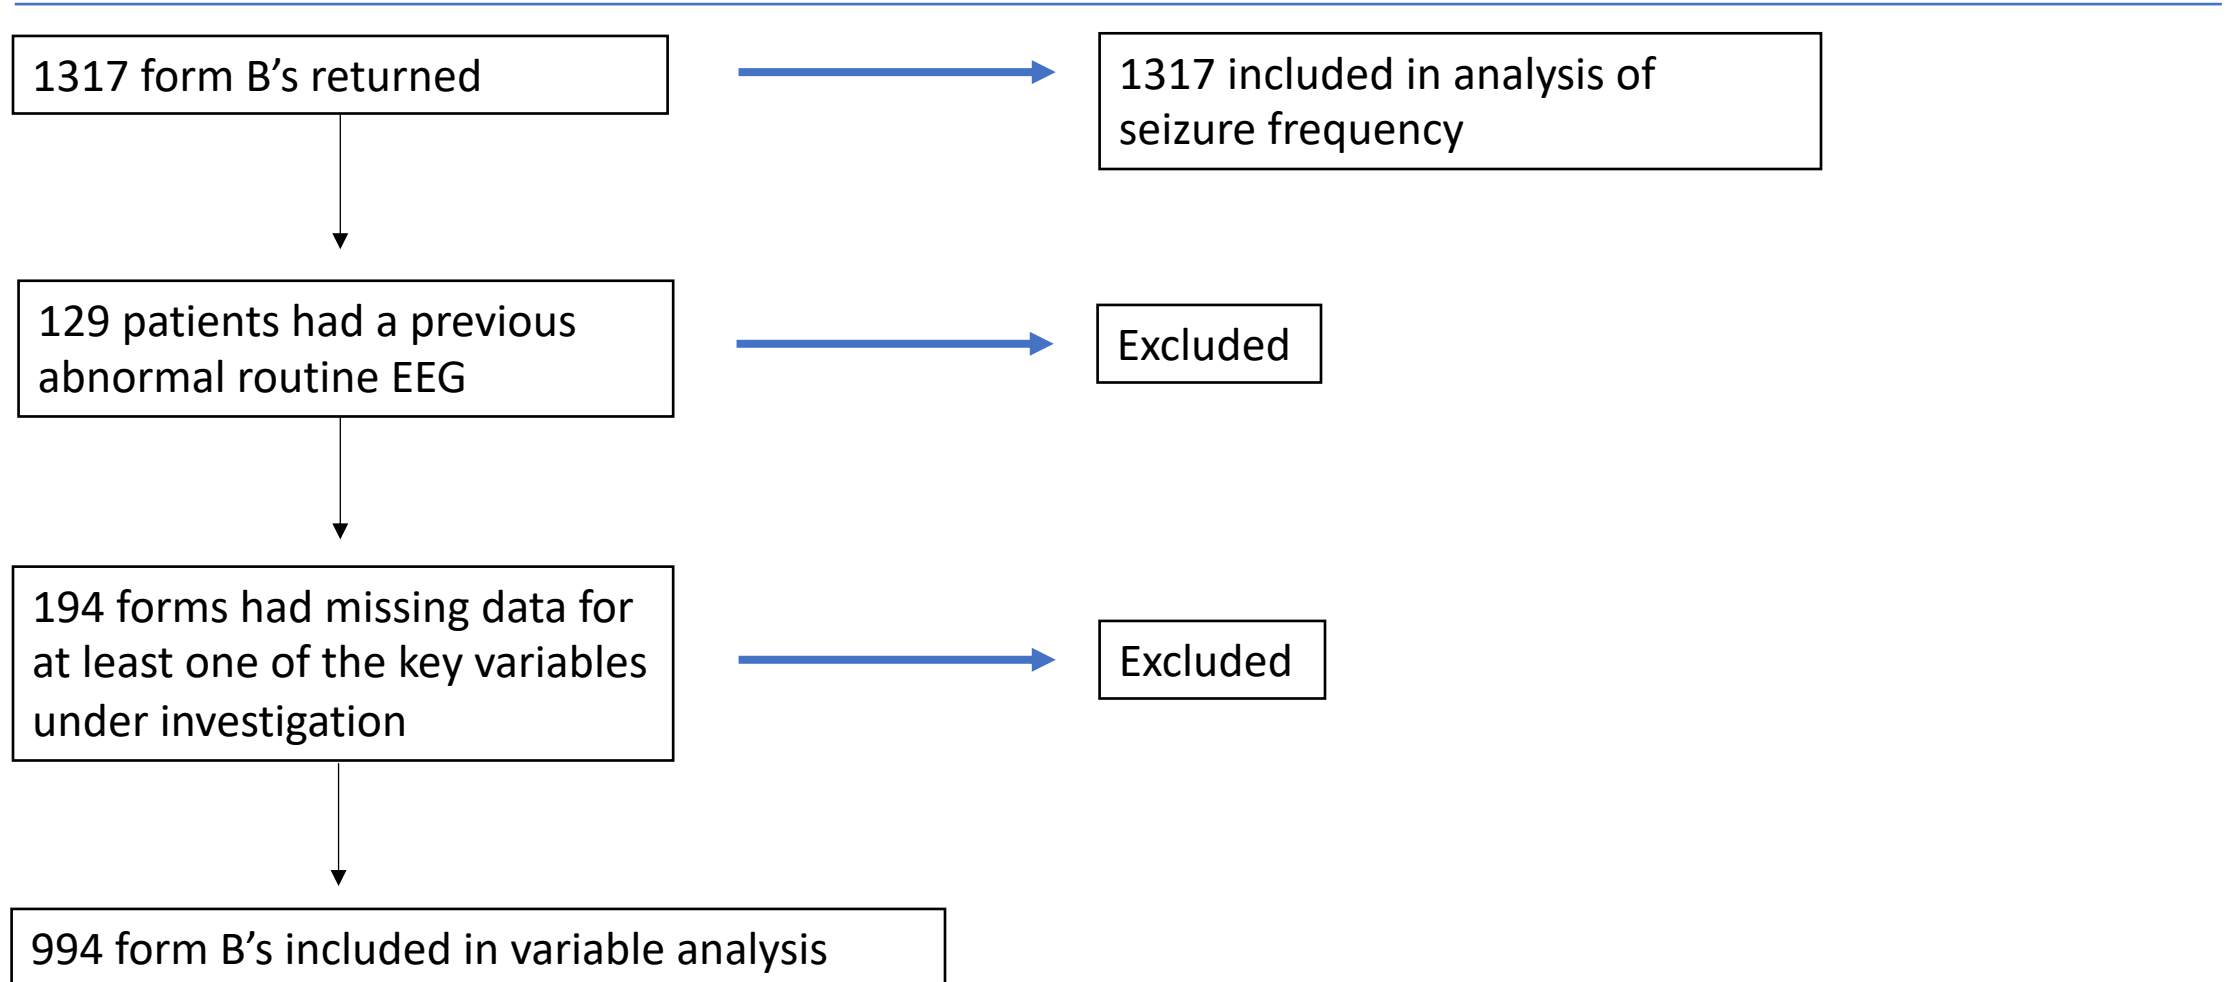 1317 form B’s returned
1317 included in analysis of
seizure frequency
129 patients had a previous
abnormal routine EEG
Excluded
194 forms had missing data for
at least one of the key variables
under investigation
Excluded
994 form B’s included in variable analysis